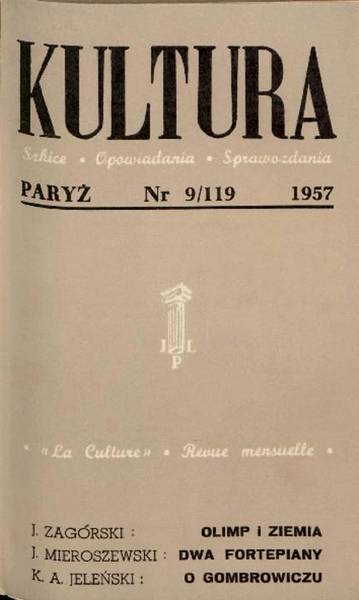 KULTURA
Szkice • Opowiadania • Sprawozdania
PARYŻ Nr 9/119 1957
J L
P
• «La Culture» • Revue mensuelle •
J. ZAGÓRSKI : OLIMP i ZIEMIA
J. MIEROSZEWSKI : DWA FORTEPIANY
K. A. JELEŃSKI : O GOMBROWICZU